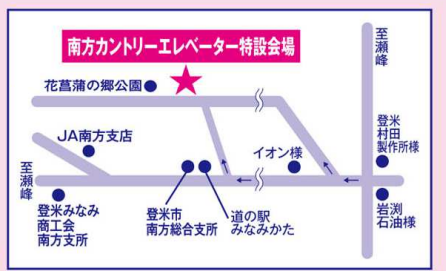 南方カントリーエレベーター特設会場
至瀬峰
花菖蒲の郷公園
JA南方支店
イオン様
登米
村田
製作所様
至瀬峰
登米みなみ
商工会
南方支所
登米市
南方総合支所
道の駅
みなみかた
岩渕
石油様